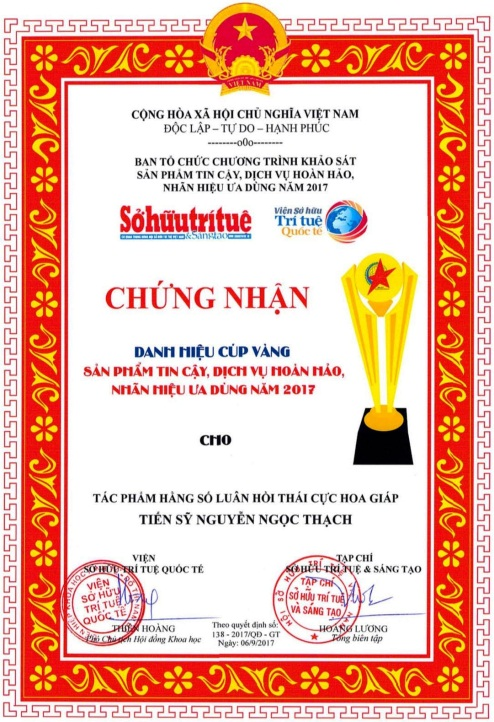 VIỆT NAM
CỘNG HÒA XÃ HỘI CHỦ NGHĨA VIỆT NAM
ĐỘC LẬP – TỰ DO – HẠNH PHÚC
--------o0o--------
BAN TỔ CHỨC CHƯƠNG TRÌNH KHẢO SÁT
SẢN PHẨM TIN CẬY, DỊCH VỤ HOÀN HẢO,
NHÃN HIỆU ƯA DÙNG NĂM 2017
Sởhữutrítuệ
&Sángtạo
Viện Sở hữu
Trí tuệ
Quốc tế
CHỨNG NHẬN
DANH HIỆU CÚP VÀNG
SẢN PHẨM TIN CẬY, DỊCH VỤ HOÀN HẢO,
NHÃN HIỆU ƯA DÙNG NĂM 2017
CHO
TÁC PHẨM HẰNG SỐ LUÂN HỒI THÁI CỰC HOA GIÁP
TIẾN SỸ NGUYỄN NGỌC THẠCH
VIỆN
SỞ HỮU TRÍ TUỆ QUỐC TẾ
VIỆN
SỞ HỮU
TRÍ TUỆ
QUỐC TẾ
THIÊN HOÀNG
Phó Chủ tịch Hội đồng Khoa học
Theo quyết định số:
138 - 2017/QĐ - GT
Ngày: 06/9/2017
TẠP CHÍ
SỞ HỮU TRÍ TUỆ & SÁNG TẠO
TẠP CHÍ
SỞ HỮU TRÍ TUỆ
VÀ SÁNG TẠO
HOÀNG LƯƠNG
Tổng biên tập